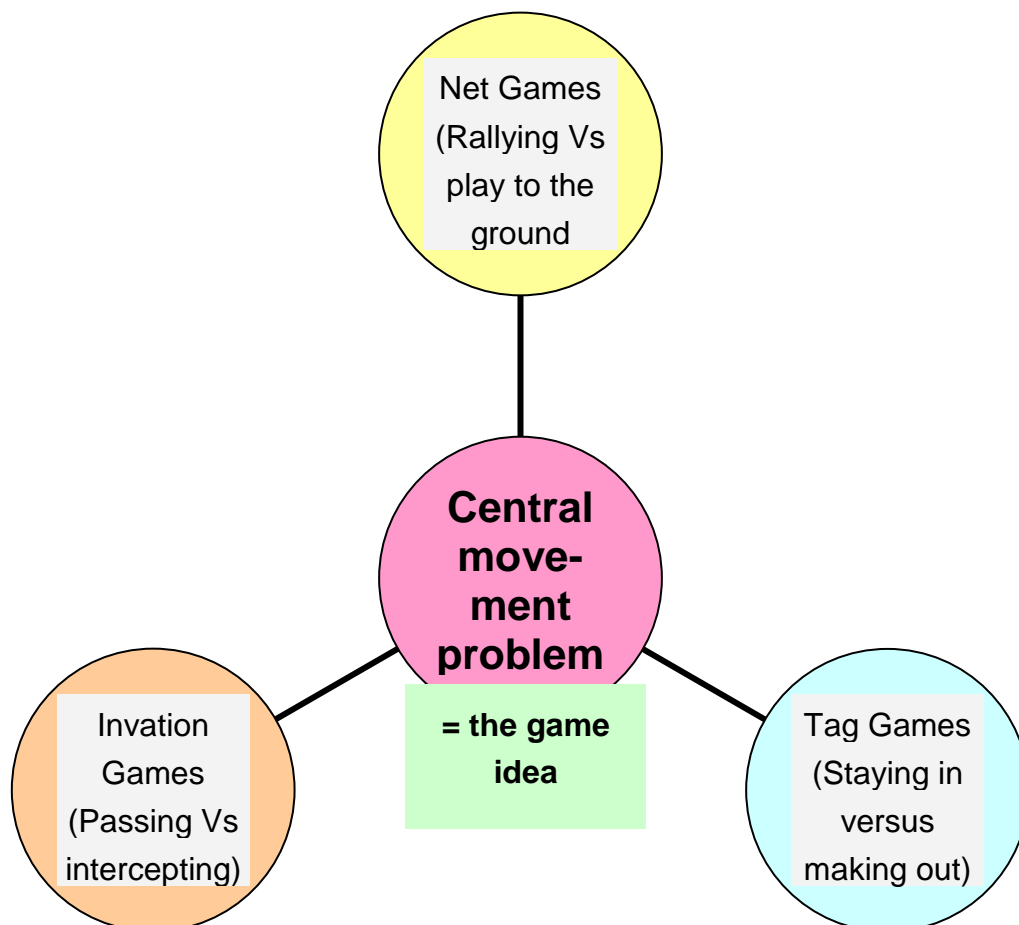 Net Games
(Rallying Vs
play to the
ground
Central
move-
ment
problem
= the game
idea
Invation
Games
(Passing Vs
intercepting)
Tag Games
(Staying in
versus
making out)